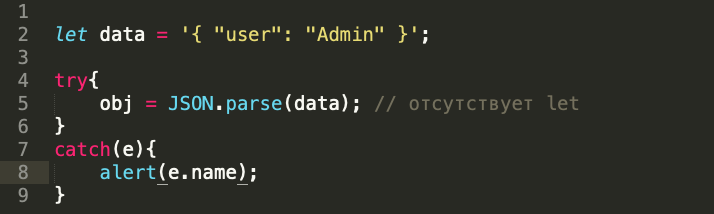 1
2 let data = '{ "user": "Admin" }';
3
4 try{
5     obj = JSON.parse(data); // отсутствует let
6 }
7 catch(e){
8     alert(e.name);
9 }